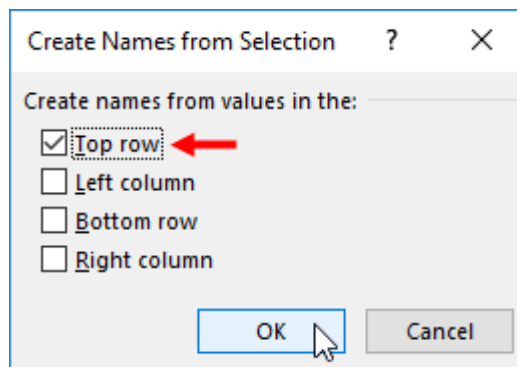 Create Names from Selection ? X
Create names from values in the:
Top row
Left column
Bottom row
Right column
OK Cancel